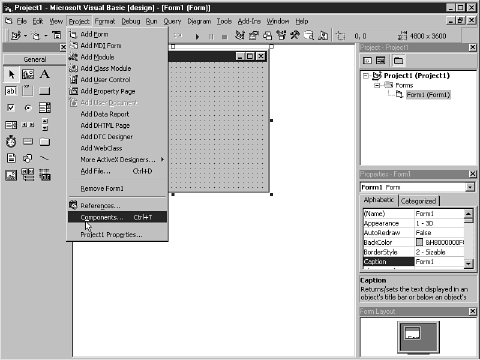 Project1 - Microsoft Visual Basic [design] - [Form1 (Form)]
File Edit View Project Format Debug Run Query Diagram Tools Add-Ins Window Help
0, 0 4800 x 3600
General
A
ab|
Add Form
Add MDI Form
Add Module
Add Class Module
Add User Control
Add Property Page
Add User Document
Add Data Report
Add DHTML Page
Add DTC Designer
Add WebClass
More ActiveX Designers...
Add File... Ctrl+D
Remove Form1
References...
Components... Ctrl+T
Project1 Properties...
Project - Project1
Project1 (Project1)
Forms
Form1 (Form1)
Properties - Form1
Form1 Form
Alphabetic Categorized
(Name) Form1
Appearance 1 - 3D
AutoRedraw False
BackColor &H8000000F&
BorderStyle 2 - Sizable
Caption Form1
Caption
Returns/sets the text displayed in an
object's title bar or below an object's
Form Layout